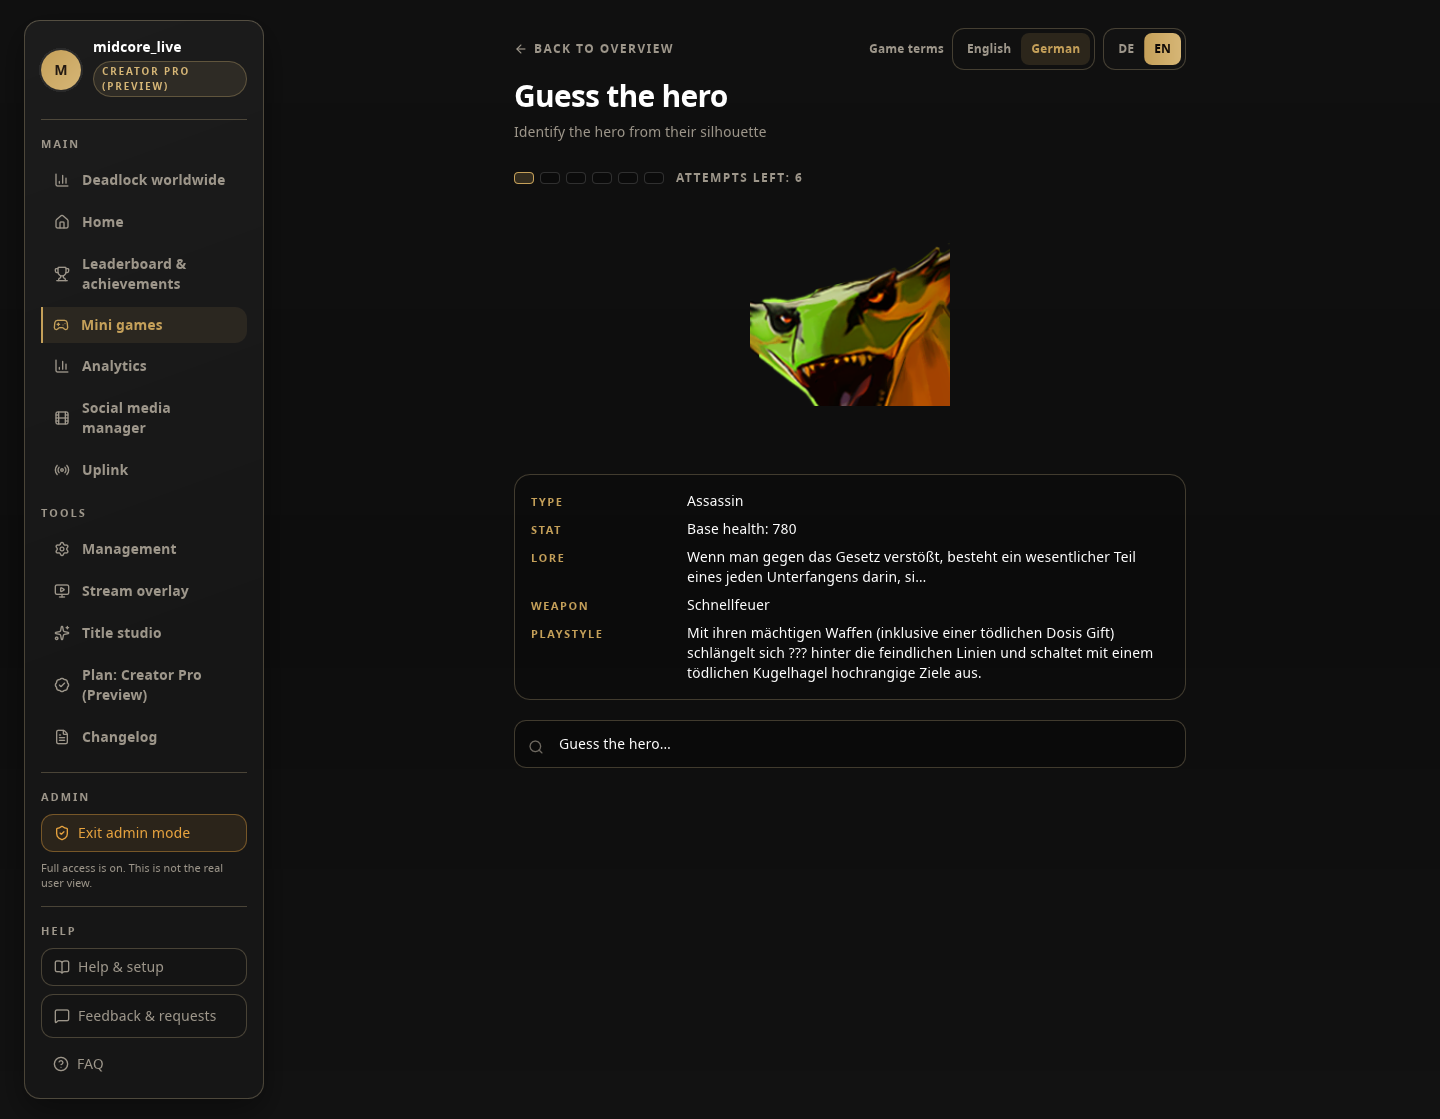 M
midcore_live
CREATOR PRO
(PREVIEW)
MAIN
Deadlock worldwide
Home
Leaderboard &
achievements
Mini games
Analytics
Social media
manager
Uplink
TOOLS
Management
Stream overlay
Title studio
Plan: Creator Pro
(Preview)
Changelog
ADMIN
Exit admin mode
Full access is on. This is not the real
user view.
HELP
Help & setup
Feedback & requests
FAQ
BACK TO OVERVIEW
Game terms English German DE EN
Guess the hero
Identify the hero from their silhouette
ATTEMPTS LEFT: 6
TYPE Assassin
STAT Base health: 780
LORE Wenn man gegen das Gesetz verstößt, besteht ein wesentlicher Teil
eines jeden Unterfangens darin, si...
WEAPON Schnellfeuer
PLAYSTYLE Mit ihren mächtigen Waffen (inklusive einer tödlichen Dosis Gift)
schlängelt sich ??? hinter die feindlichen Linien und schaltet mit einem
tödlichen Kugelhagel hochrangige Ziele aus.
Guess the hero...